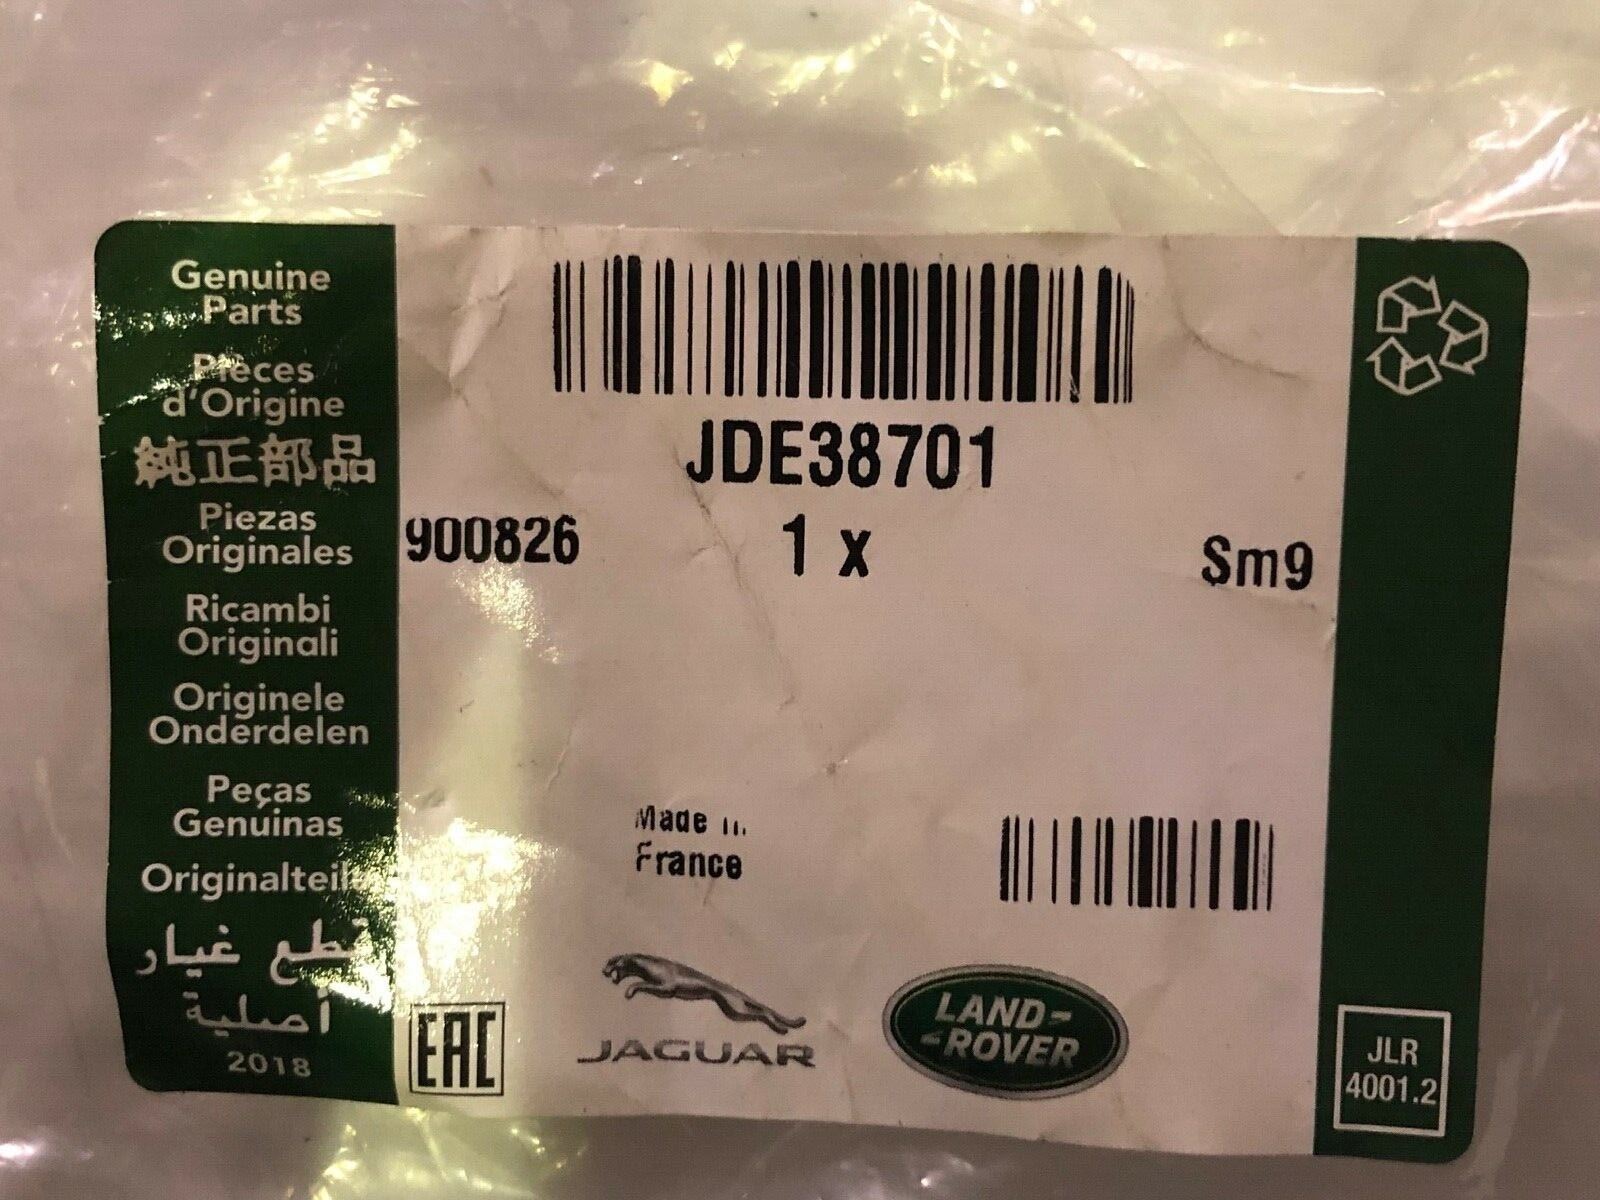 Genuine
Parts
Pièces
d'Origine
純正部品
Piezas
Originales
Ricambi
Originali
Originele
Onderdelen
Peças
Genuinas
Originalteile
قطع غيار
أصلية
2018
JDE38701
900826 1 x Sm9
Made in
France
EAC
JAGUAR
LAND-
-ROVER
JLR
4001.2